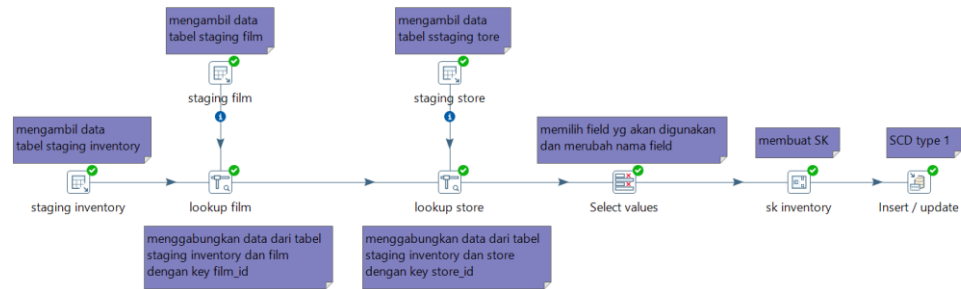 mengambil data
tabel staging film
mengambil data
tabel sstaging tore
staging film
staging store
mengambil data
tabel staging inventory
memilih field yg akan digunakan
dan merubah nama field
membuat SK
SCD type 1
staging inventory
lookup film
lookup store
Select values
sk inventory
Insert / update
menggabungkan data dari tabel
staging inventory dan film
dengan key film_id
menggabungkan data dari tabel
staging inventory dan store
dengan key store_id